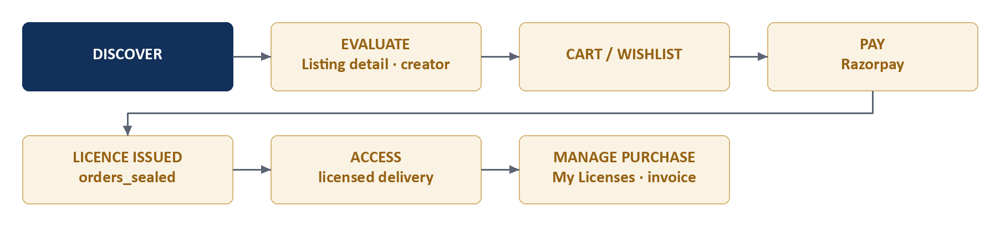 DISCOVER
EVALUATE
Listing detail · creator
CART / WISHLIST
PAY
Razorpay
LICENCE ISSUED
orders_sealed
ACCESS
licensed delivery
MANAGE PURCHASE
My Licenses · invoice